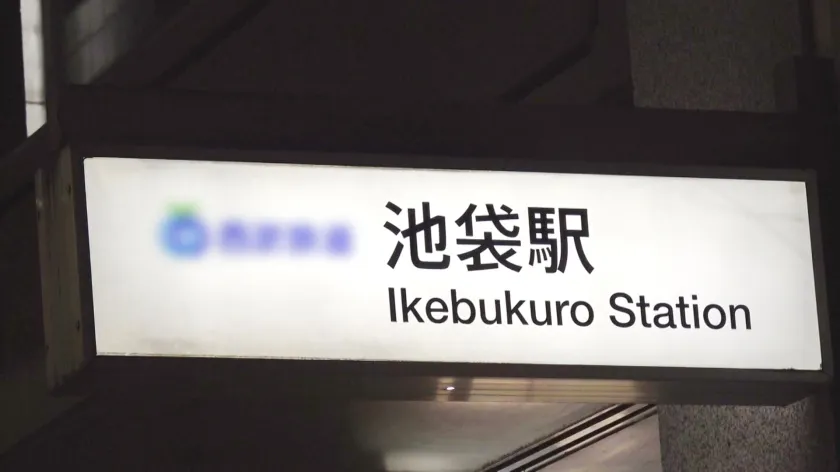 池袋駅
Ikebukuro Station